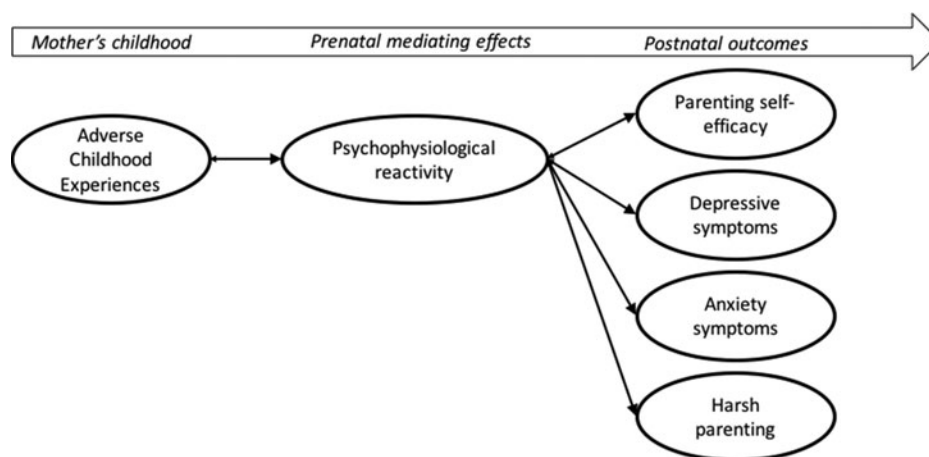 Mother's childhood
Prenatal mediating effects
Postnatal outcomes
Adverse
Childhood
Experiences
Psychophysiological
reactivity
Parenting self-
efficacy
Depressive
symptoms
Anxiety
symptoms
Harsh
parenting